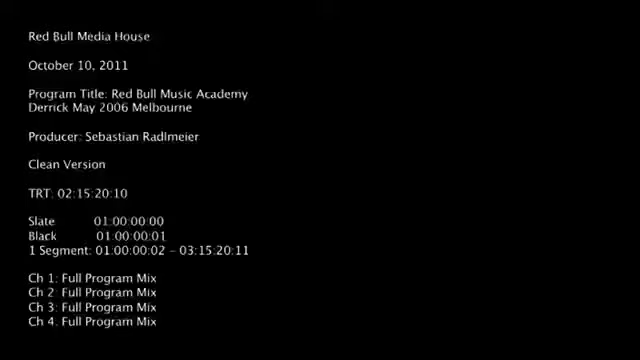 Red Bull Media House
October 10, 2011
Program Title: Red Bull Music Academy
Derrick May 2006 Melbourne
Producer: Sebastian Radlmeier
Clean Version
TRT: 02:15:20:10
Slate 01:00:00:00
Black 01:00:00:01
1 Segment: 01:00:00:02 - 03:15:20:11
Ch 1: Full Program Mix
Ch 2: Full Program Mix
Ch 3: Full Program Mix
Ch 4. Full Program Mix